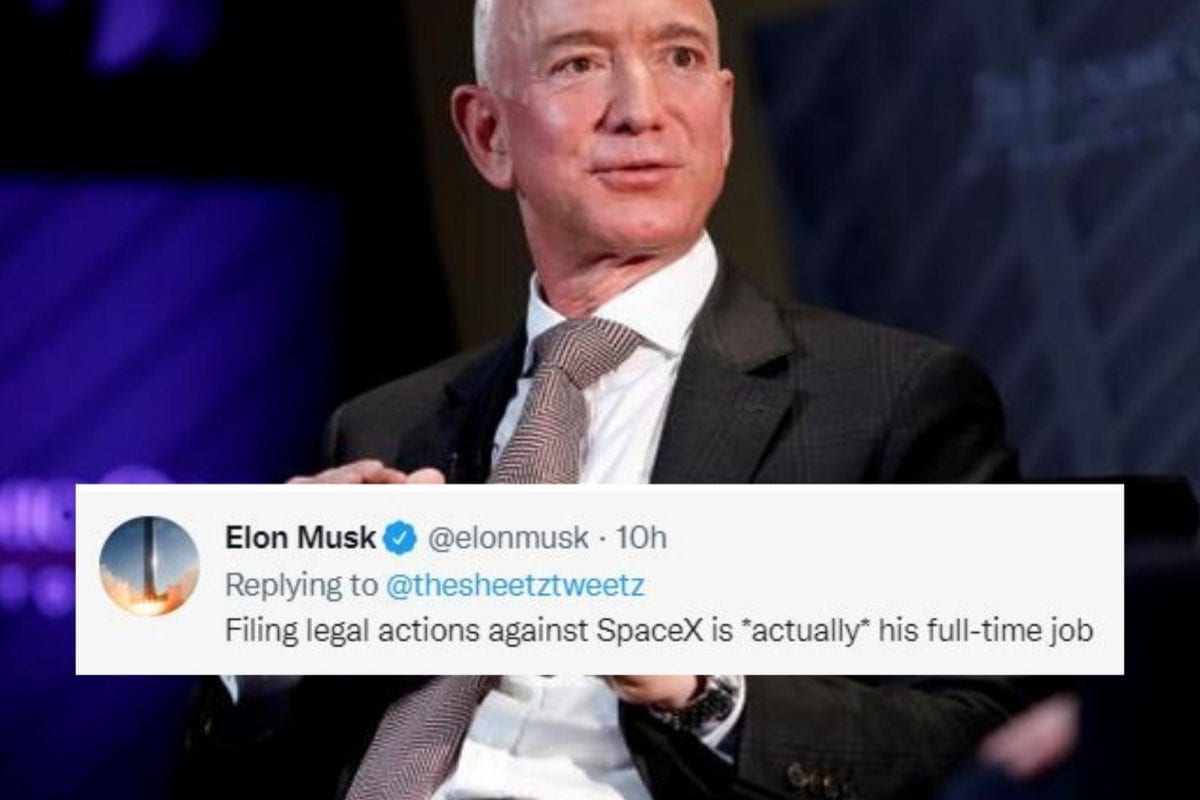 Elon Musk @elonmusk · 10h
Replying to @thesheetztweetz
Filing legal actions against SpaceX is *actually* his full-time job